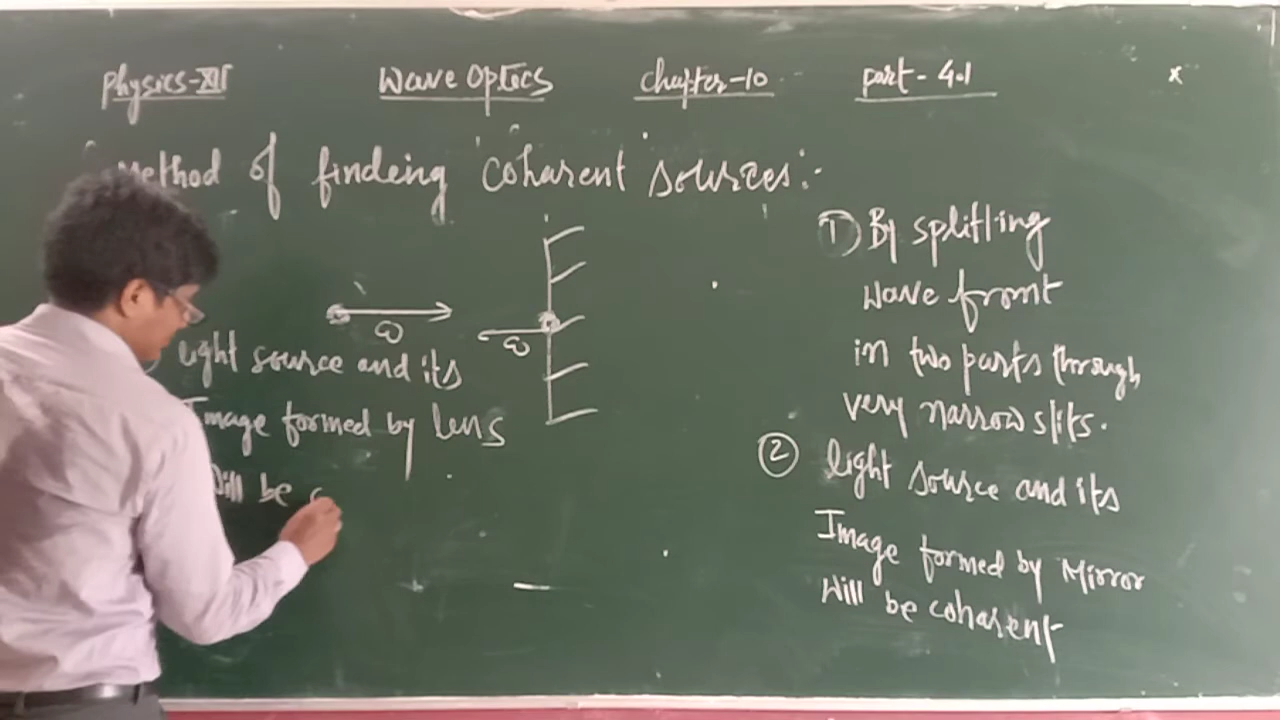 Physics-XII Wave Optics chapter-10 part-4.1
Method of findeing coharent sources:-
① By splitting
wave front
in two parts through
very narrow slits.
② light source and its
Image formed by Mirror
Will be coharent
ω
ω
light source and its
Image formed by lens
Will be c